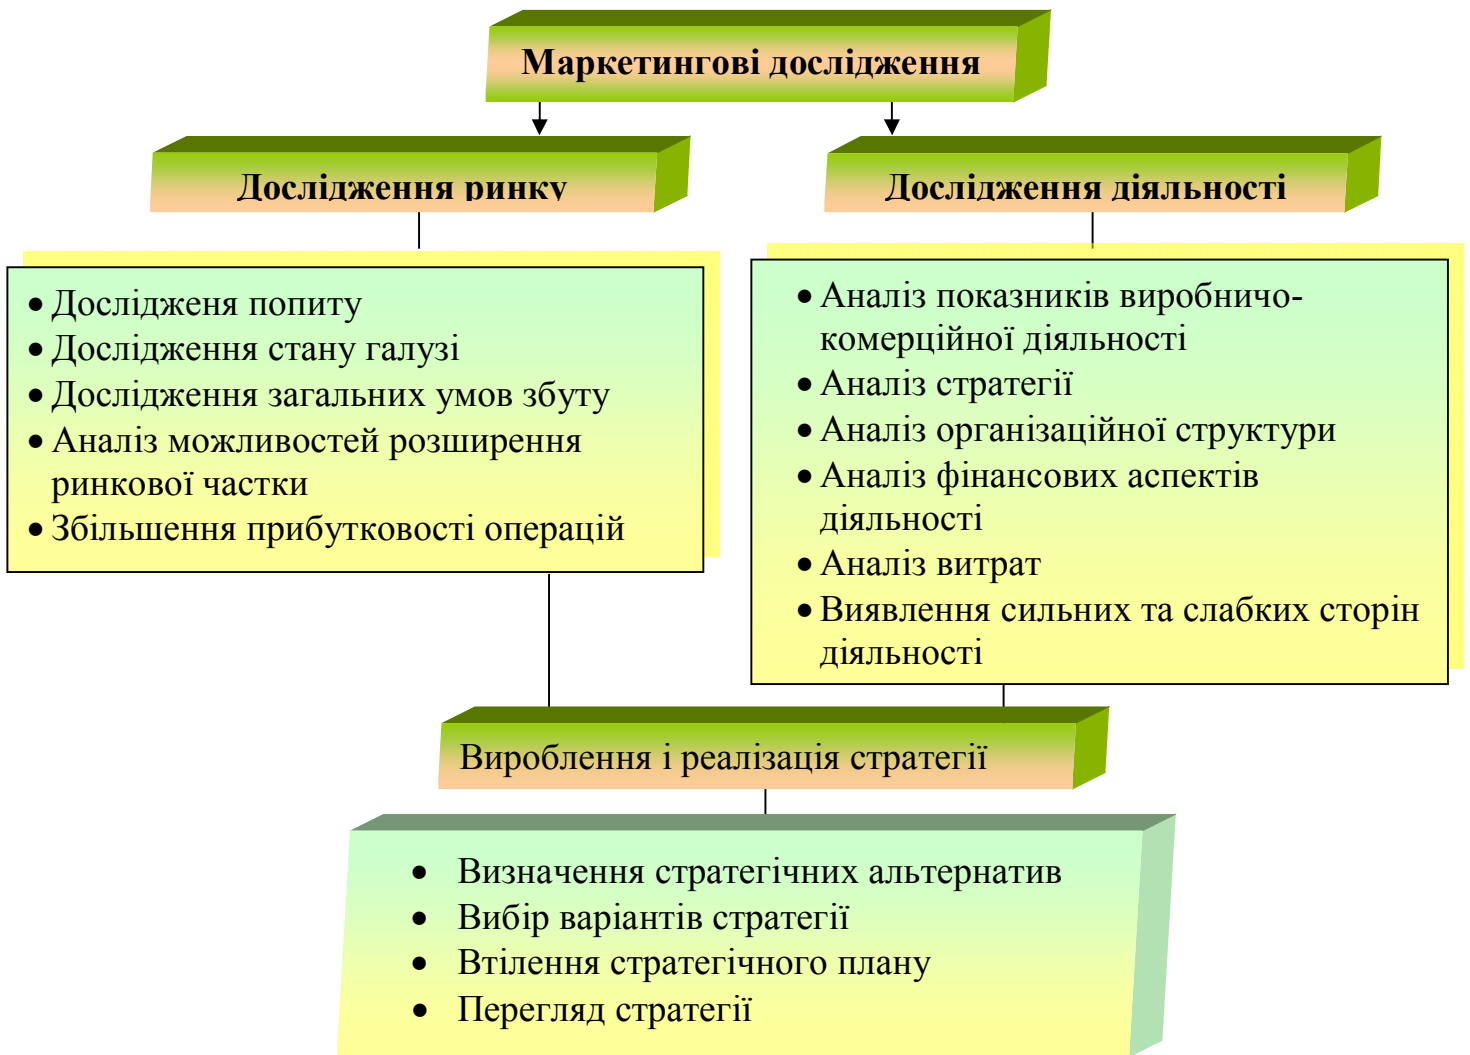 Маркетингові дослідження
Дослідження ринку
Дослідження діяльності
• Дослідженя попиту
• Дослідження стану галузі
• Дослідження загальних умов збуту
• Аналіз можливостей розширення
ринкової частки
• Збільшення прибутковості операцій
• Аналіз показників виробничо-
комерційної діяльності
• Аналіз стратегії
• Аналіз організаційної структури
• Аналіз фінансових аспектів
діяльності
• Аналіз витрат
• Виявлення сильних та слабких сторін
діяльності
Вироблення і реалізація стратегії
• Визначення стратегічних альтернатив
• Вибір варіантів стратегії
• Втілення стратегічного плану
• Перегляд стратегії